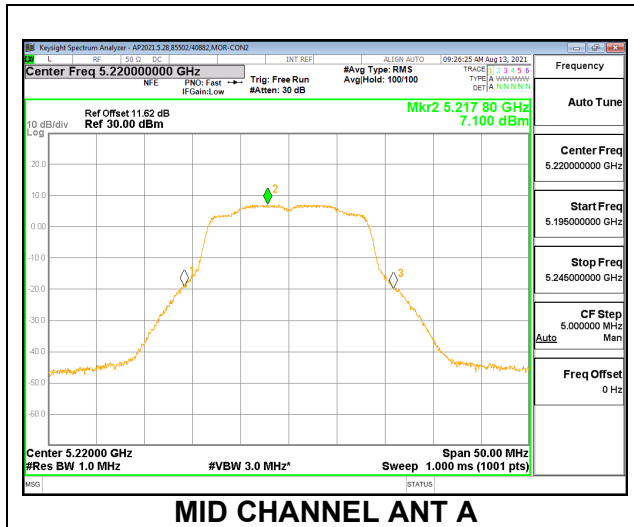 Keysight Spectrum Analyzer - AP2021.5.28,85502/40882,MOR-CON2
L RF 50 Ω DC INT REF ALIGN AUTO 09:26:25 AM Aug 13, 2021
Center Freq 5.220000000 GHz
NFE PNO: Fast Trig: Free Run
IFGain:Low #Atten: 30 dB
#Avg Type: RMS
Avg|Hold: 100/100
TRACE 1 2 3 4 5 6
TYPE A WWWWW
DET A N N N N N
Frequency
Auto Tune
Center Freq
5.220000000 GHz
Start Freq
5.195000000 GHz
Stop Freq
5.245000000 GHz
CF Step
5.000000 MHz
Auto Man
Freq Offset
0 Hz
Mkr2 5.217 80 GHz
7.100 dBm
Ref Offset 11.62 dB
10 dB/div Ref 30.00 dBm
Log
20.0
10.0
0.00
-10.0
-20.0
-30.0
-40.0
-50.0
-60.0
1
2
3
Center 5.22000 GHz Span 50.00 MHz
#Res BW 1.0 MHz #VBW 3.0 MHz* Sweep 1.000 ms (1001 pts)
MSG STATUS
MID CHANNEL ANT A